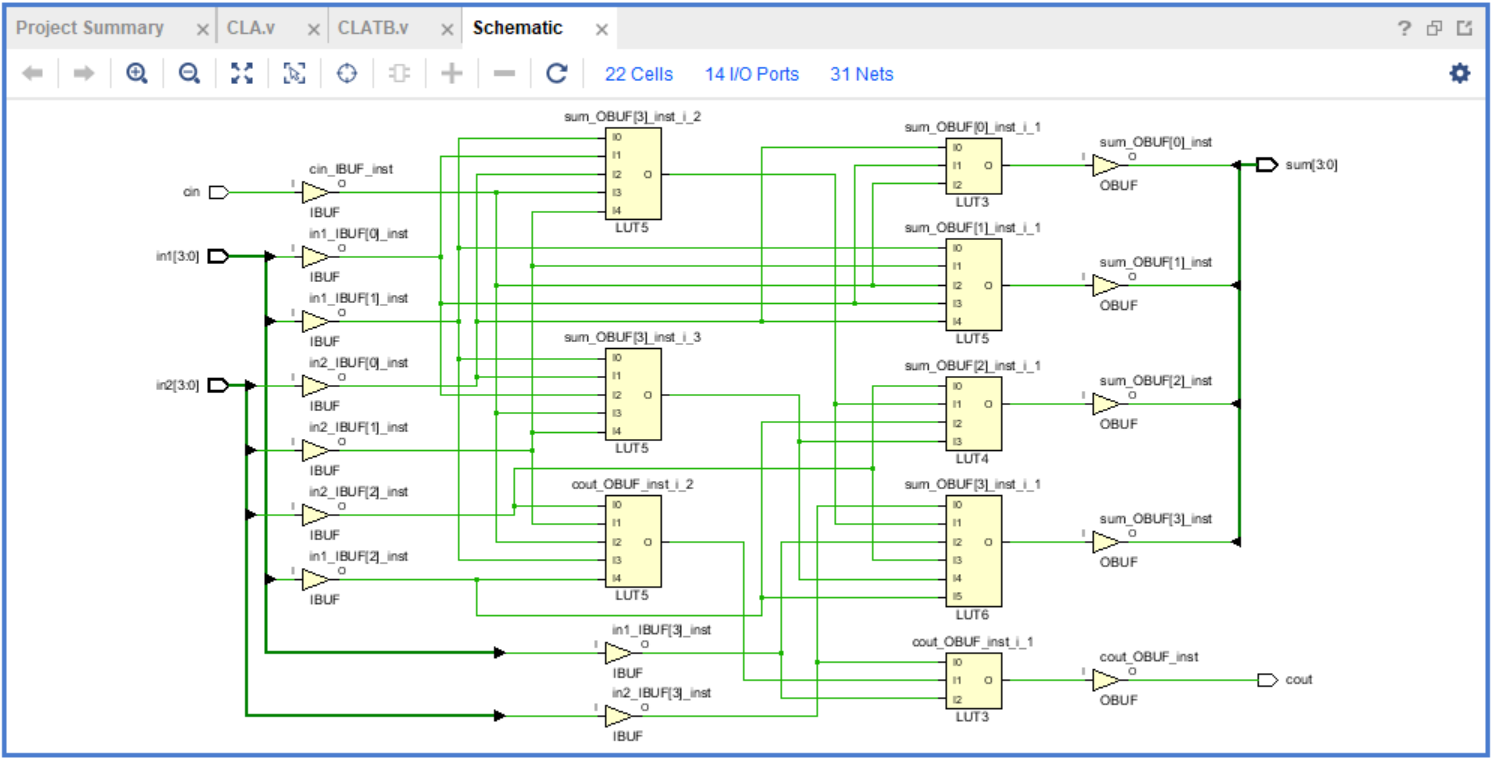 Project Summary × CLA.v × CLATB.v × Schematic ×
?
22 Cells 14 I/O Ports 31 Nets
cin
cin_IBUF_inst
I
O
IBUF
in1[3:0]
in1_IBUF[0]_inst
I
O
IBUF
in1_IBUF[1]_inst
I
O
IBUF
in2[3:0]
in2_IBUF[0]_inst
I
O
IBUF
in2_IBUF[1]_inst
I
O
IBUF
in2_IBUF[2]_inst
I
O
IBUF
in1_IBUF[2]_inst
I
O
IBUF
sum_OBUF[3]_inst_i_2
I0
I1
I2 O
I3
I4
LUT5
sum_OBUF[3]_inst_i_3
I0
I1
I2 O
I3
I4
LUT5
cout_OBUF_inst_i_2
I0
I1
I2 O
I3
I4
LUT5
in1_IBUF[3]_inst
I
O
IBUF
in2_IBUF[3]_inst
I
O
IBUF
sum_OBUF[0]_inst_i_1
I0
I1 O
I2
LUT3
sum_OBUF[1]_inst_i_1
I0
I1
I2 O
I3
I4
LUT5
sum_OBUF[2]_inst_i_1
I0
I1 O
I2
I3
LUT4
sum_OBUF[3]_inst_i_1
I0
I1
I2 O
I3
I4
I5
LUT6
cout_OBUF_inst_i_1
I0
I1 O
I2
LUT3
sum_OBUF[0]_inst
I
O
OBUF
sum[3:0]
sum_OBUF[1]_inst
I
O
OBUF
sum_OBUF[2]_inst
I
O
OBUF
sum_OBUF[3]_inst
I
O
OBUF
cout_OBUF_inst
I
O
OBUF
cout